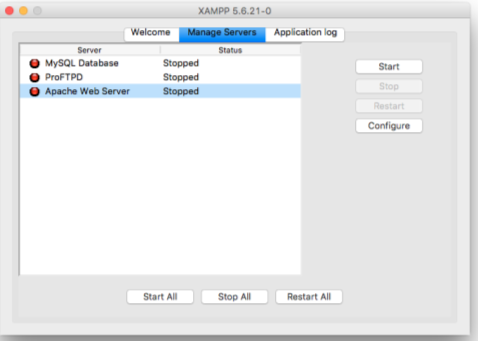 XAMPP 5.6.21-0
Welcome Manage Servers Application log
Server Status
MySQL Database Stopped
ProFTPD Stopped
Apache Web Server Stopped
Start
Stop
Restart
Configure
Start All Stop All Restart All